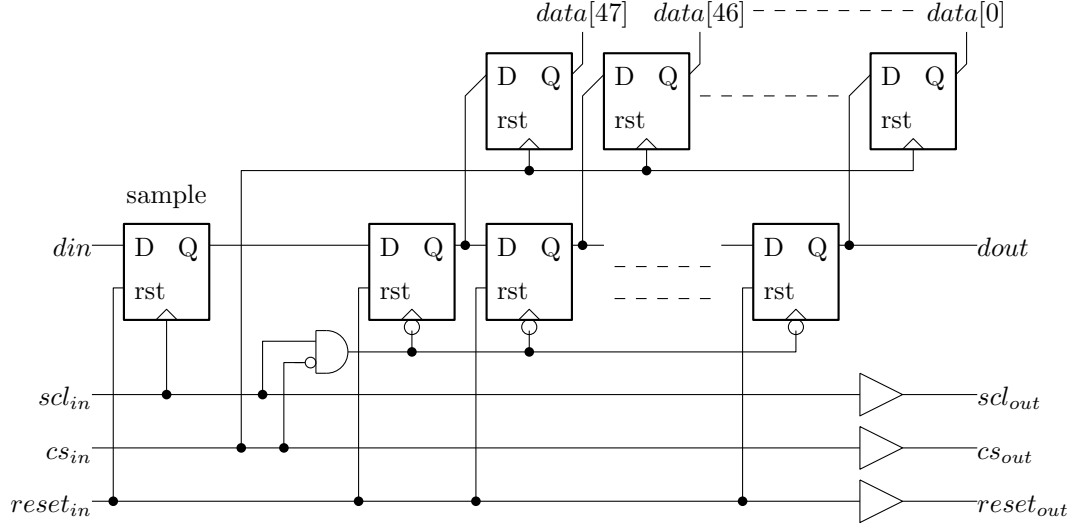 data[47] data[46] data[0]
D Q D Q D Q
rst rst rst
sample
din D Q D Q D Q D Q dout
rst rst rst rst
scl_in scl_out
cs_in cs_out
reset_in reset_out